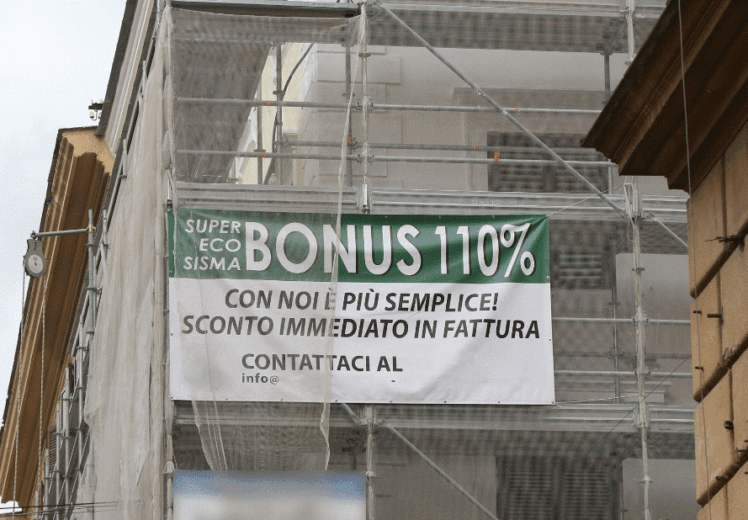 SUPER
ECO
SISMA
BONUS 110%
CON NOI È PIÙ SEMPLICE!
SCONTO IMMEDIATO IN FATTURA
CONTATTACI AL
info@